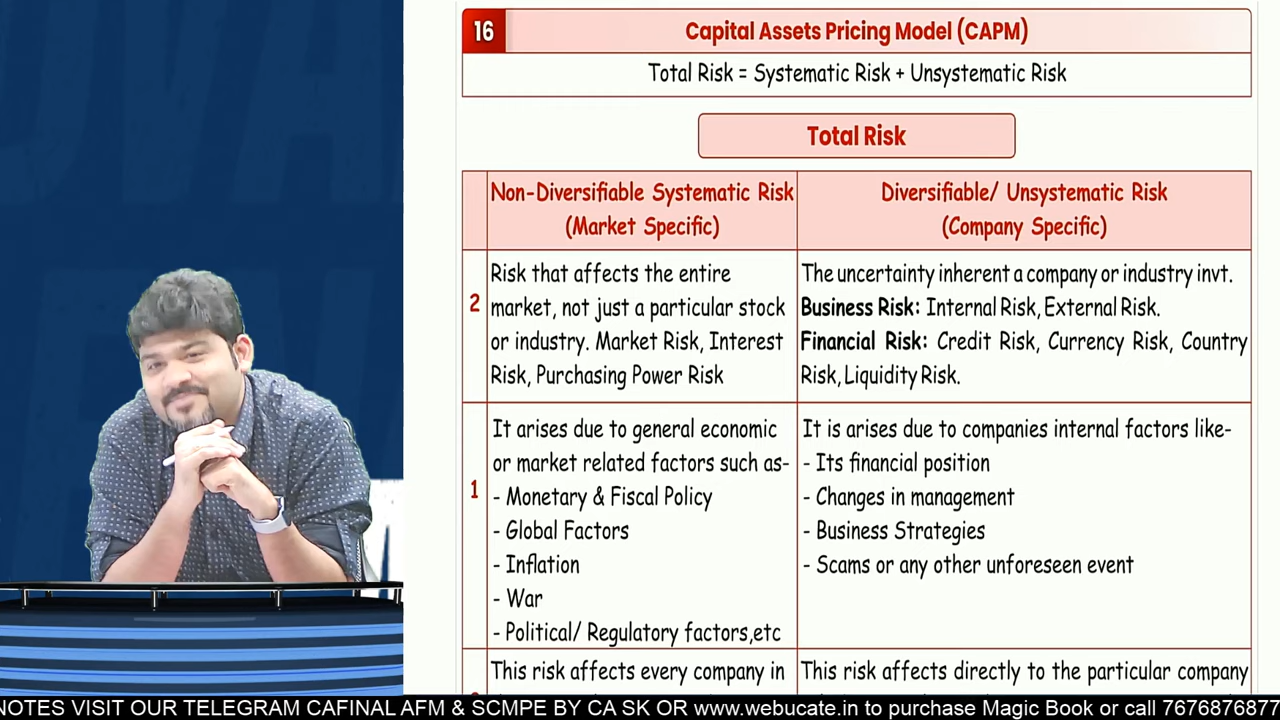 16
Capital Assets Pricing Model (CAPM)
Total Risk = Systematic Risk + Unsystematic Risk
Total Risk
Non-Diversifiable Systematic Risk
(Market Specific)
Diversifiable/ Unsystematic Risk
(Company Specific)
2
Risk that affects the entire
market, not just a particular stock
or industry. Market Risk, Interest
Risk, Purchasing Power Risk
The uncertainty inherent a company or industry invt.
Business Risk: Internal Risk, External Risk.
Financial Risk: Credit Risk, Currency Risk, Country
Risk, Liquidity Risk.
1
It arises due to general economic
or market related factors such as-
- Monetary & Fiscal Policy
- Global Factors
- Inflation
- War
- Political/ Regulatory factors,etc
It is arises due to companies internal factors like-
- Its financial position
- Changes in management
- Business Strategies
- Scams or any other unforeseen event
This risk affects every company in
This risk affects directly to the particular company
NOTES VISIT OUR TELEGRAM CAFINAL AFM & SCMPE BY CA SK OR www.webucate.in to purchase Magic Book or call 7676876877